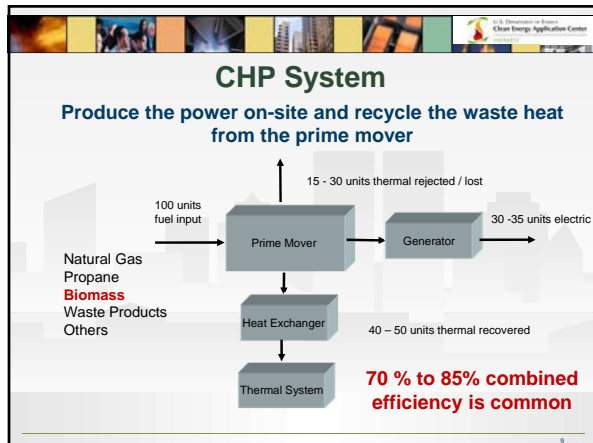 U.S. Department of Energy
Clean Energy Application Center
MIDWEST
CHP System
Produce the power on-site and recycle the waste heat
from the prime mover
15 - 30 units thermal rejected / lost
100 units
fuel input
30 -35 units electric
Prime Mover
Generator
Natural Gas
Propane
Biomass
Waste Products
Others
Heat Exchanger
40 – 50 units thermal recovered
Thermal System
70 % to 85% combined
efficiency is common
9